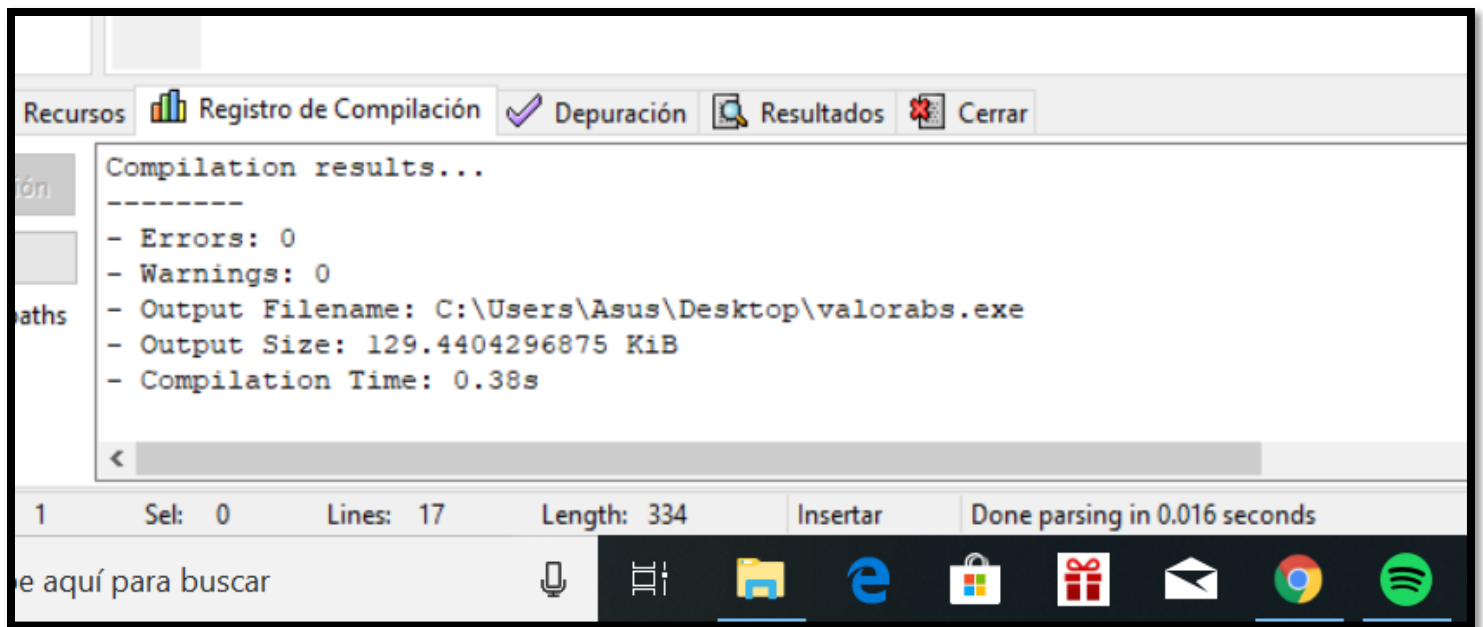 Recursos Registro de Compilación Depuración Resultados Cerrar
Compilation results...
--------
- Errors: 0
- Warnings: 0
- Output Filename: C:\Users\Asus\Desktop\valorabs.exe
- Output Size: 129.4404296875 KiB
- Compilation Time: 0.38s
ión
paths
1 Sel: 0 Lines: 17 Length: 334 Insertar Done parsing in 0.016 seconds
e aquí para buscar